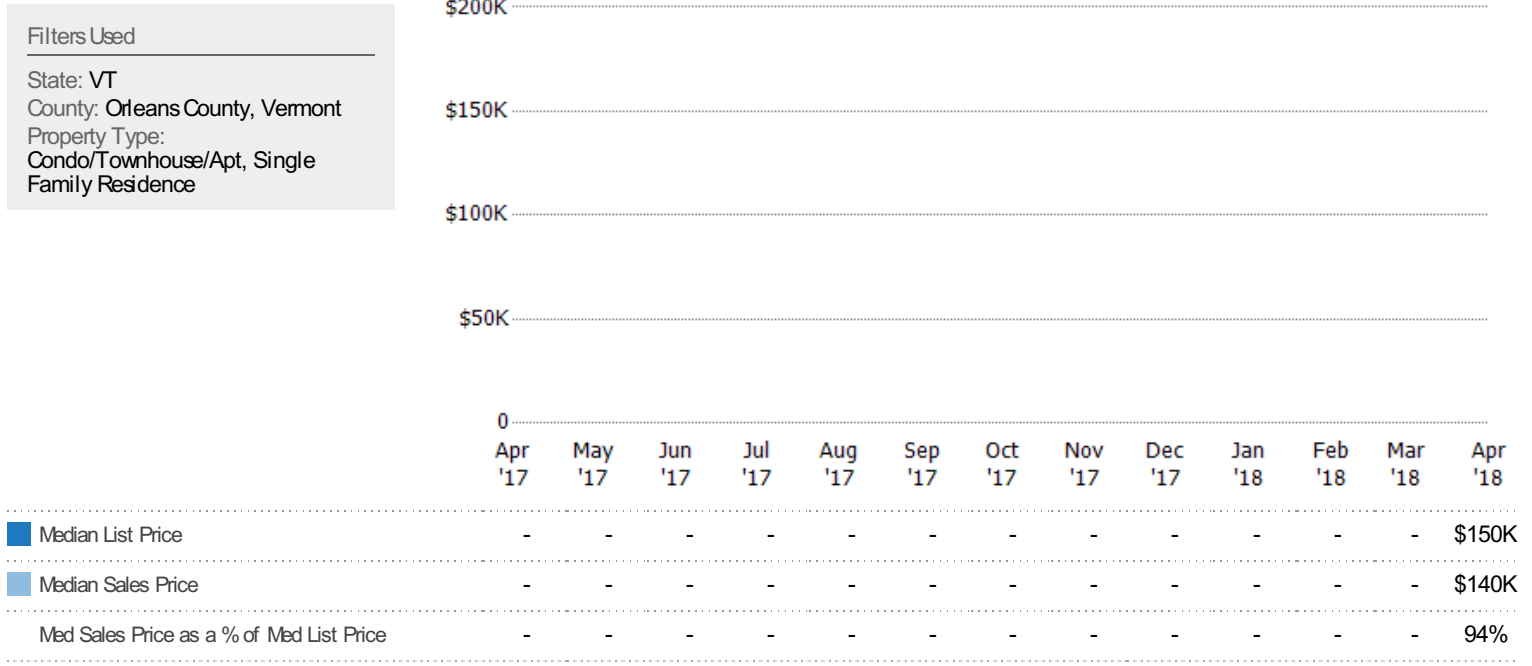 Filters Used
State: VT
County: Orleans County, Vermont
Property Type:
Condo/Townhouse/Apt, Single
Family Residence
$200K
$150K
$100K
$50K
0
Apr May Jun Jul Aug Sep Oct Nov Dec Jan Feb Mar Apr
'17 '17 '17 '17 '17 '17 '17 '17 '17 '18 '18 '18 '18
Median List Price - - - - - - - - - - - - $150K
Median Sales Price - - - - - - - - - - - - $140K
Med Sales Price as a % of Med List Price - - - - - - - - - - - - 94%